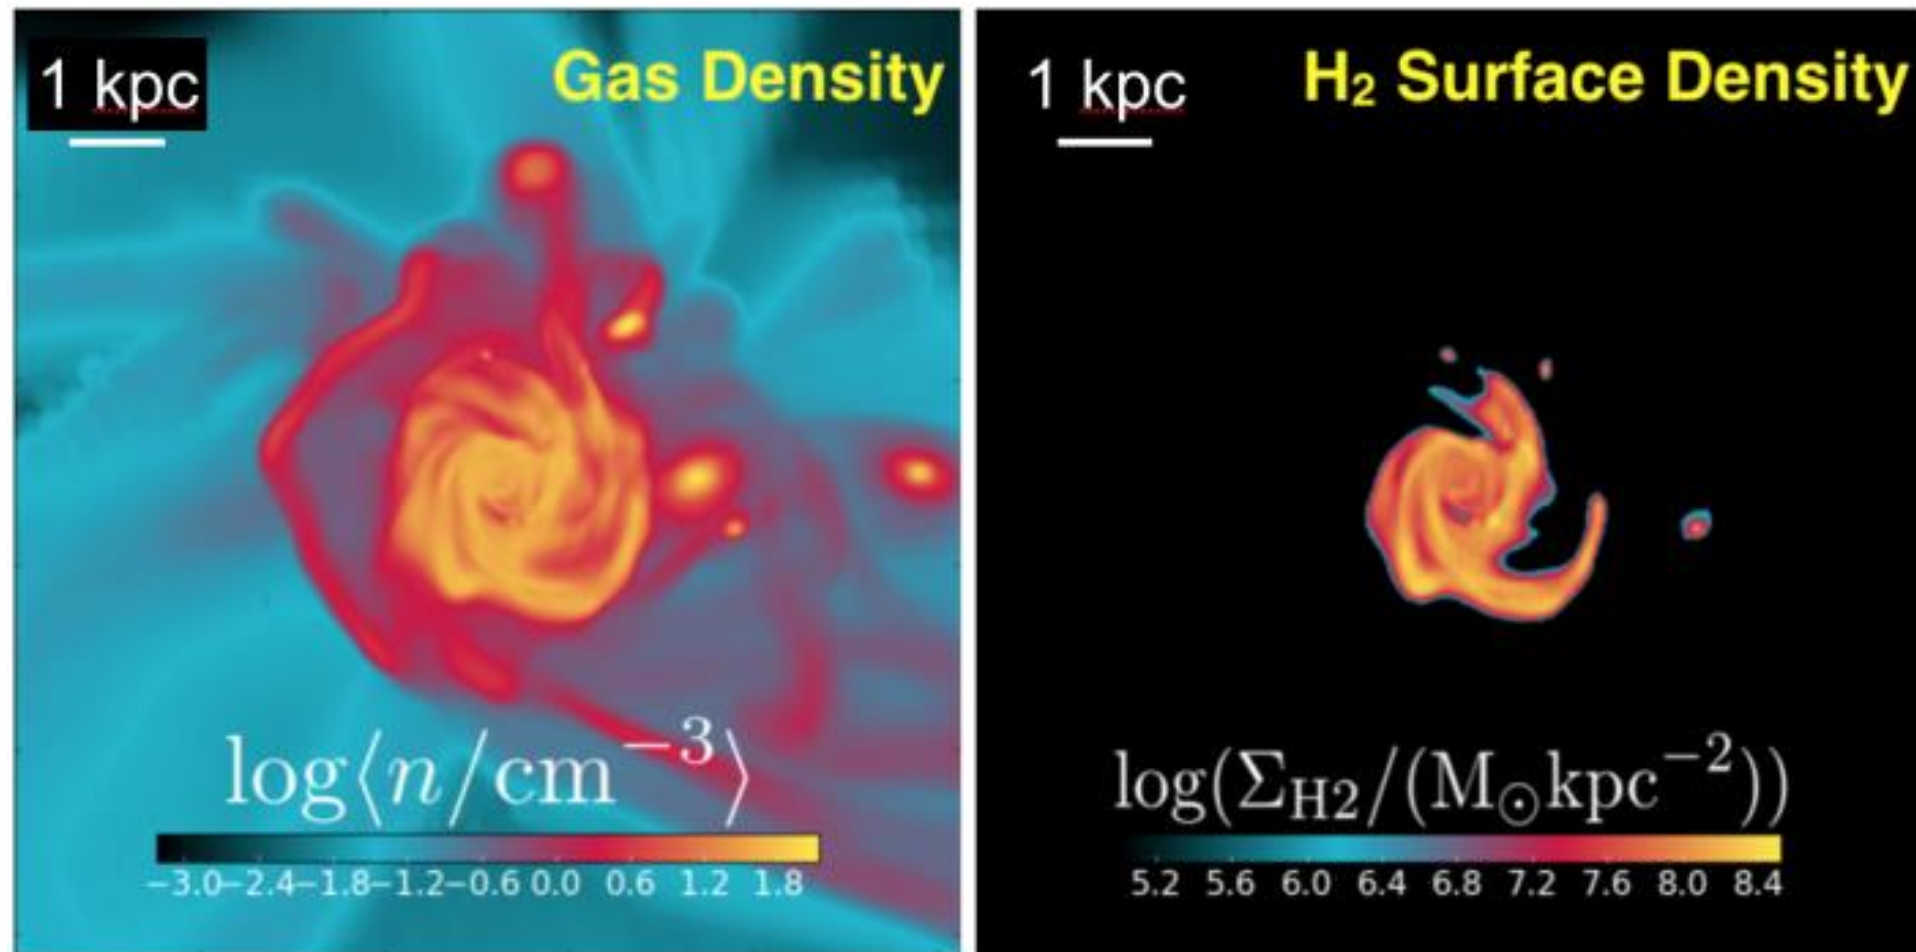 1 kpc
Gas Density
log⟨n/cm⁻³⟩
−3.0 −2.4 −1.8 −1.2 −0.6 0.0 0.6 1.2 1.8
1 kpc
H₂ Surface Density
log(Σ_H2/(M_⊙kpc⁻²))
5.2 5.6 6.0 6.4 6.8 7.2 7.6 8.0 8.4